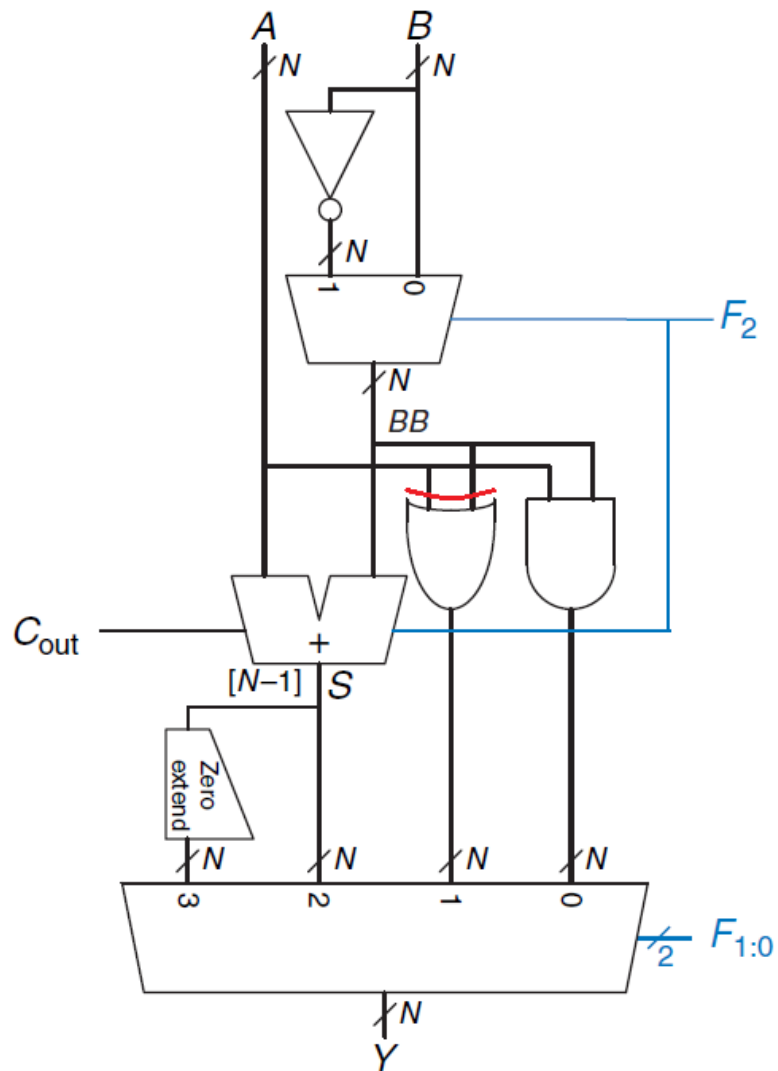 A B
N N
N
1 0
F2
N
BB
Cout
+
[N–1] S
Zero extend
N N N N
3 2 1 0
2 F1:0
N
Y